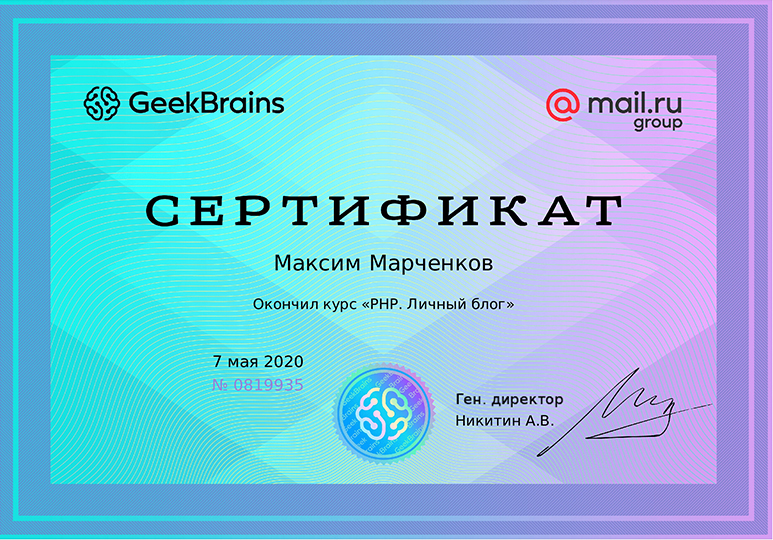 GeekBrains
@ mail.ru
group
СЕРТИФИКАТ
Максим Марченков
Окончил курс «PHP. Личный блог»
7 мая 2020
№ 0819935
Ген. директор
Никитин А.В.